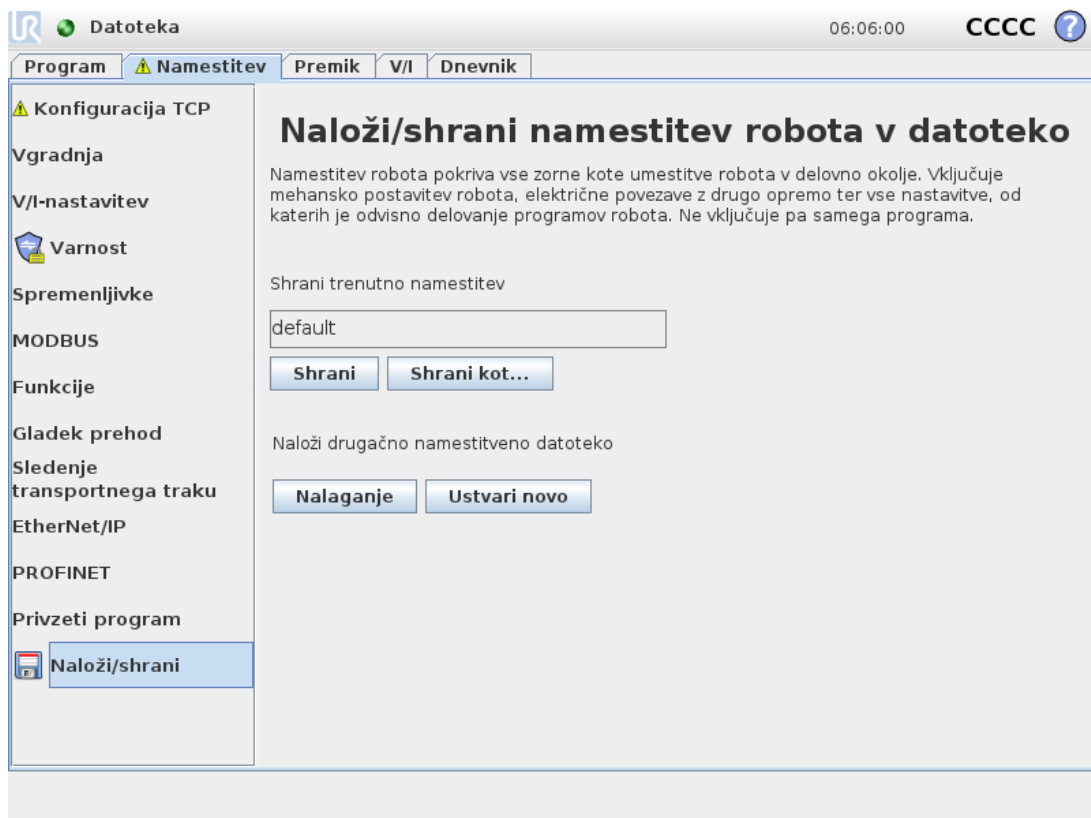 UR Datoteka 06:06:00 CCCC ?
Program Namestitev Premik V/I Dnevnik
Konfiguracija TCP
Vgradnja
V/I-nastavitev
Varnost
Spremenljivke
MODBUS
Funkcije
Gladek prehod
Sledenje
transportnega traku
EtherNet/IP
PROFINET
Privzeti program
Naloži/shrani
Naloži/shrani namestitev robota v datoteko
Namestitev robota pokriva vse zorne kote umestitve robota v delovno okolje. Vključuje
mehansko postavitev robota, električne povezave z drugo opremo ter vse nastavitve, od
katerih je odvisno delovanje programov robota. Ne vključuje pa samega programa.
Shrani trenutno namestitev
default
Shrani Shrani kot...
Naloži drugačno namestitveno datoteko
Nalaganje Ustvari novo